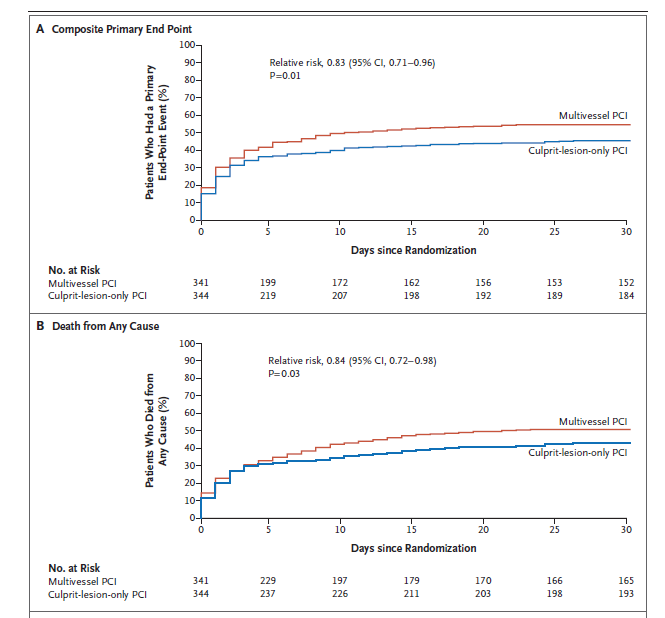 A Composite Primary End Point
Patients Who Had a Primary
End-Point Event (%)
100
90
80
70
60
50
40
30
20
10
0
Relative risk, 0.83 (95% CI, 0.71–0.96)
P=0.01
Multivessel PCI
Culprit-lesion-only PCI
0 5 10 15 20 25 30
Days since Randomization
No. at Risk
Multivessel PCI 341 199 172 162 156 153 152
Culprit-lesion-only PCI 344 219 207 198 192 189 184
B Death from Any Cause
Patients Who Died from
Any Cause (%)
100
90
80
70
60
50
40
30
20
10
0
Relative risk, 0.84 (95% CI, 0.72–0.98)
P=0.03
Multivessel PCI
Culprit-lesion-only PCI
0 5 10 15 20 25 30
Days since Randomization
No. at Risk
Multivessel PCI 341 229 197 179 170 166 165
Culprit-lesion-only PCI 344 237 226 211 203 198 193